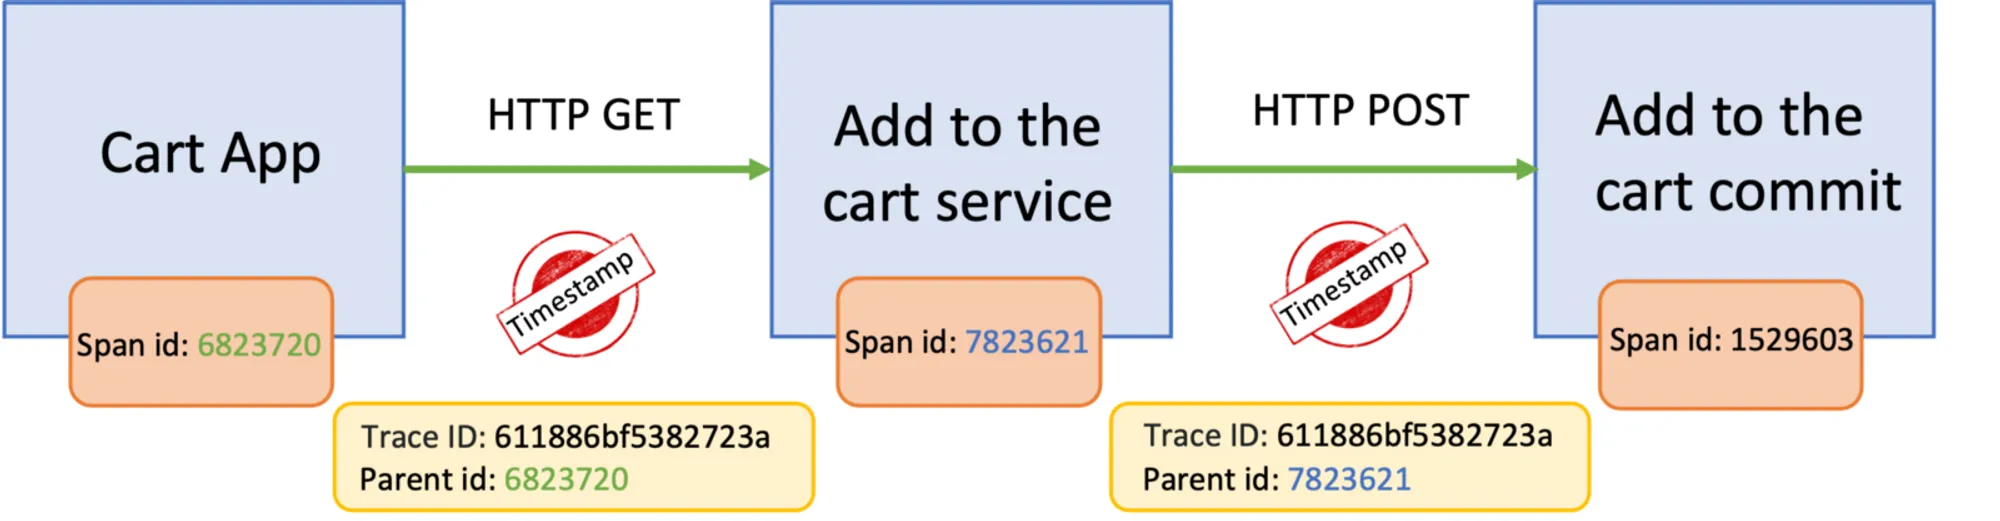 Cart App
HTTP GET
Add to the
cart service
HTTP POST
Add to the
cart commit
Timestamp
Timestamp
Span id: 6823720
Span id: 7823621
Span id: 1529603
Trace ID: 611886bf5382723a
Parent id: 6823720
Trace ID: 611886bf5382723a
Parent id: 7823621